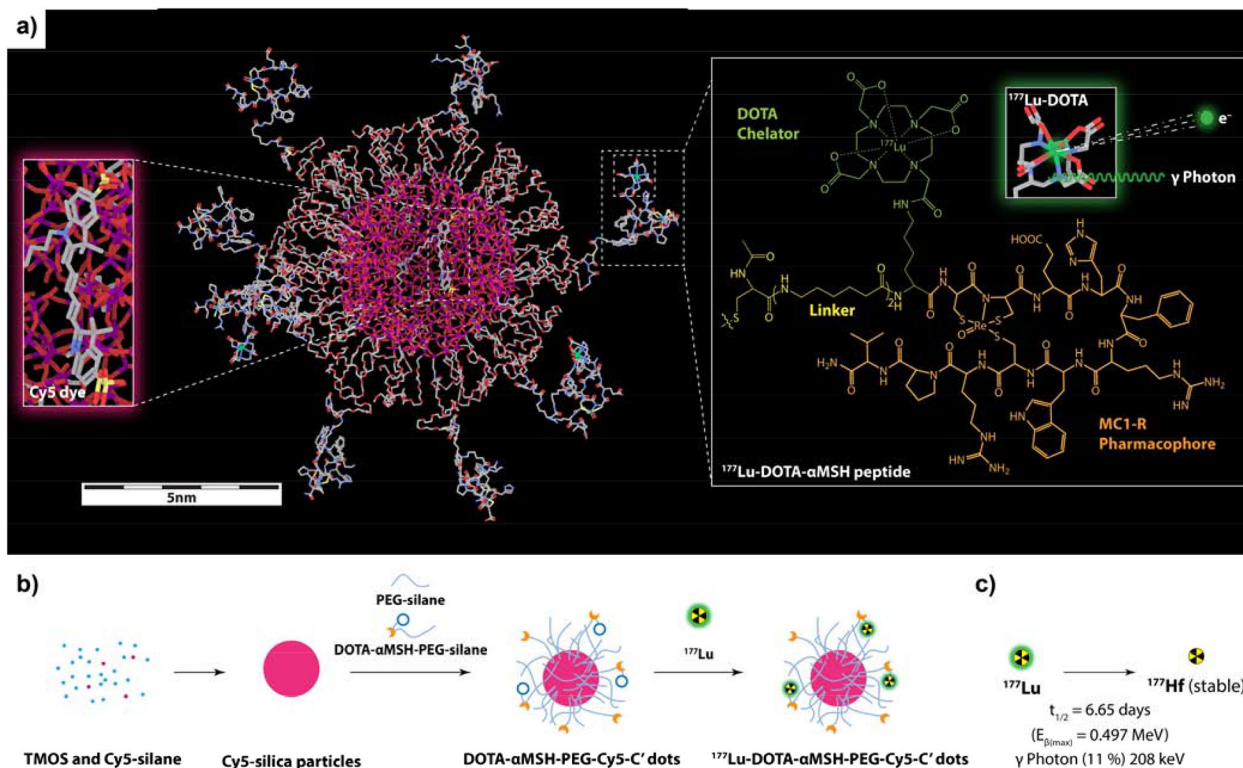 a)
DOTA
Chelator
¹⁷⁷Lu
¹⁷⁷Lu-DOTA
e⁻
γ Photon
Linker
HOOC
MC1-R
Pharmacophore
¹⁷⁷Lu-DOTA-αMSH peptide
Cy5 dye
5nm
b)
PEG-silane
DOTA-αMSH-PEG-silane
¹⁷⁷Lu
TMOS and Cy5-silane
Cy5-silica particles
DOTA-αMSH-PEG-Cy5-C' dots
¹⁷⁷Lu-DOTA-αMSH-PEG-Cy5-C' dots
c)
¹⁷⁷Lu
¹⁷⁷Hf (stable)
t1/2 = 6.65 days
(Eβ(max) = 0.497 MeV)
γ Photon (11 %) 208 keV